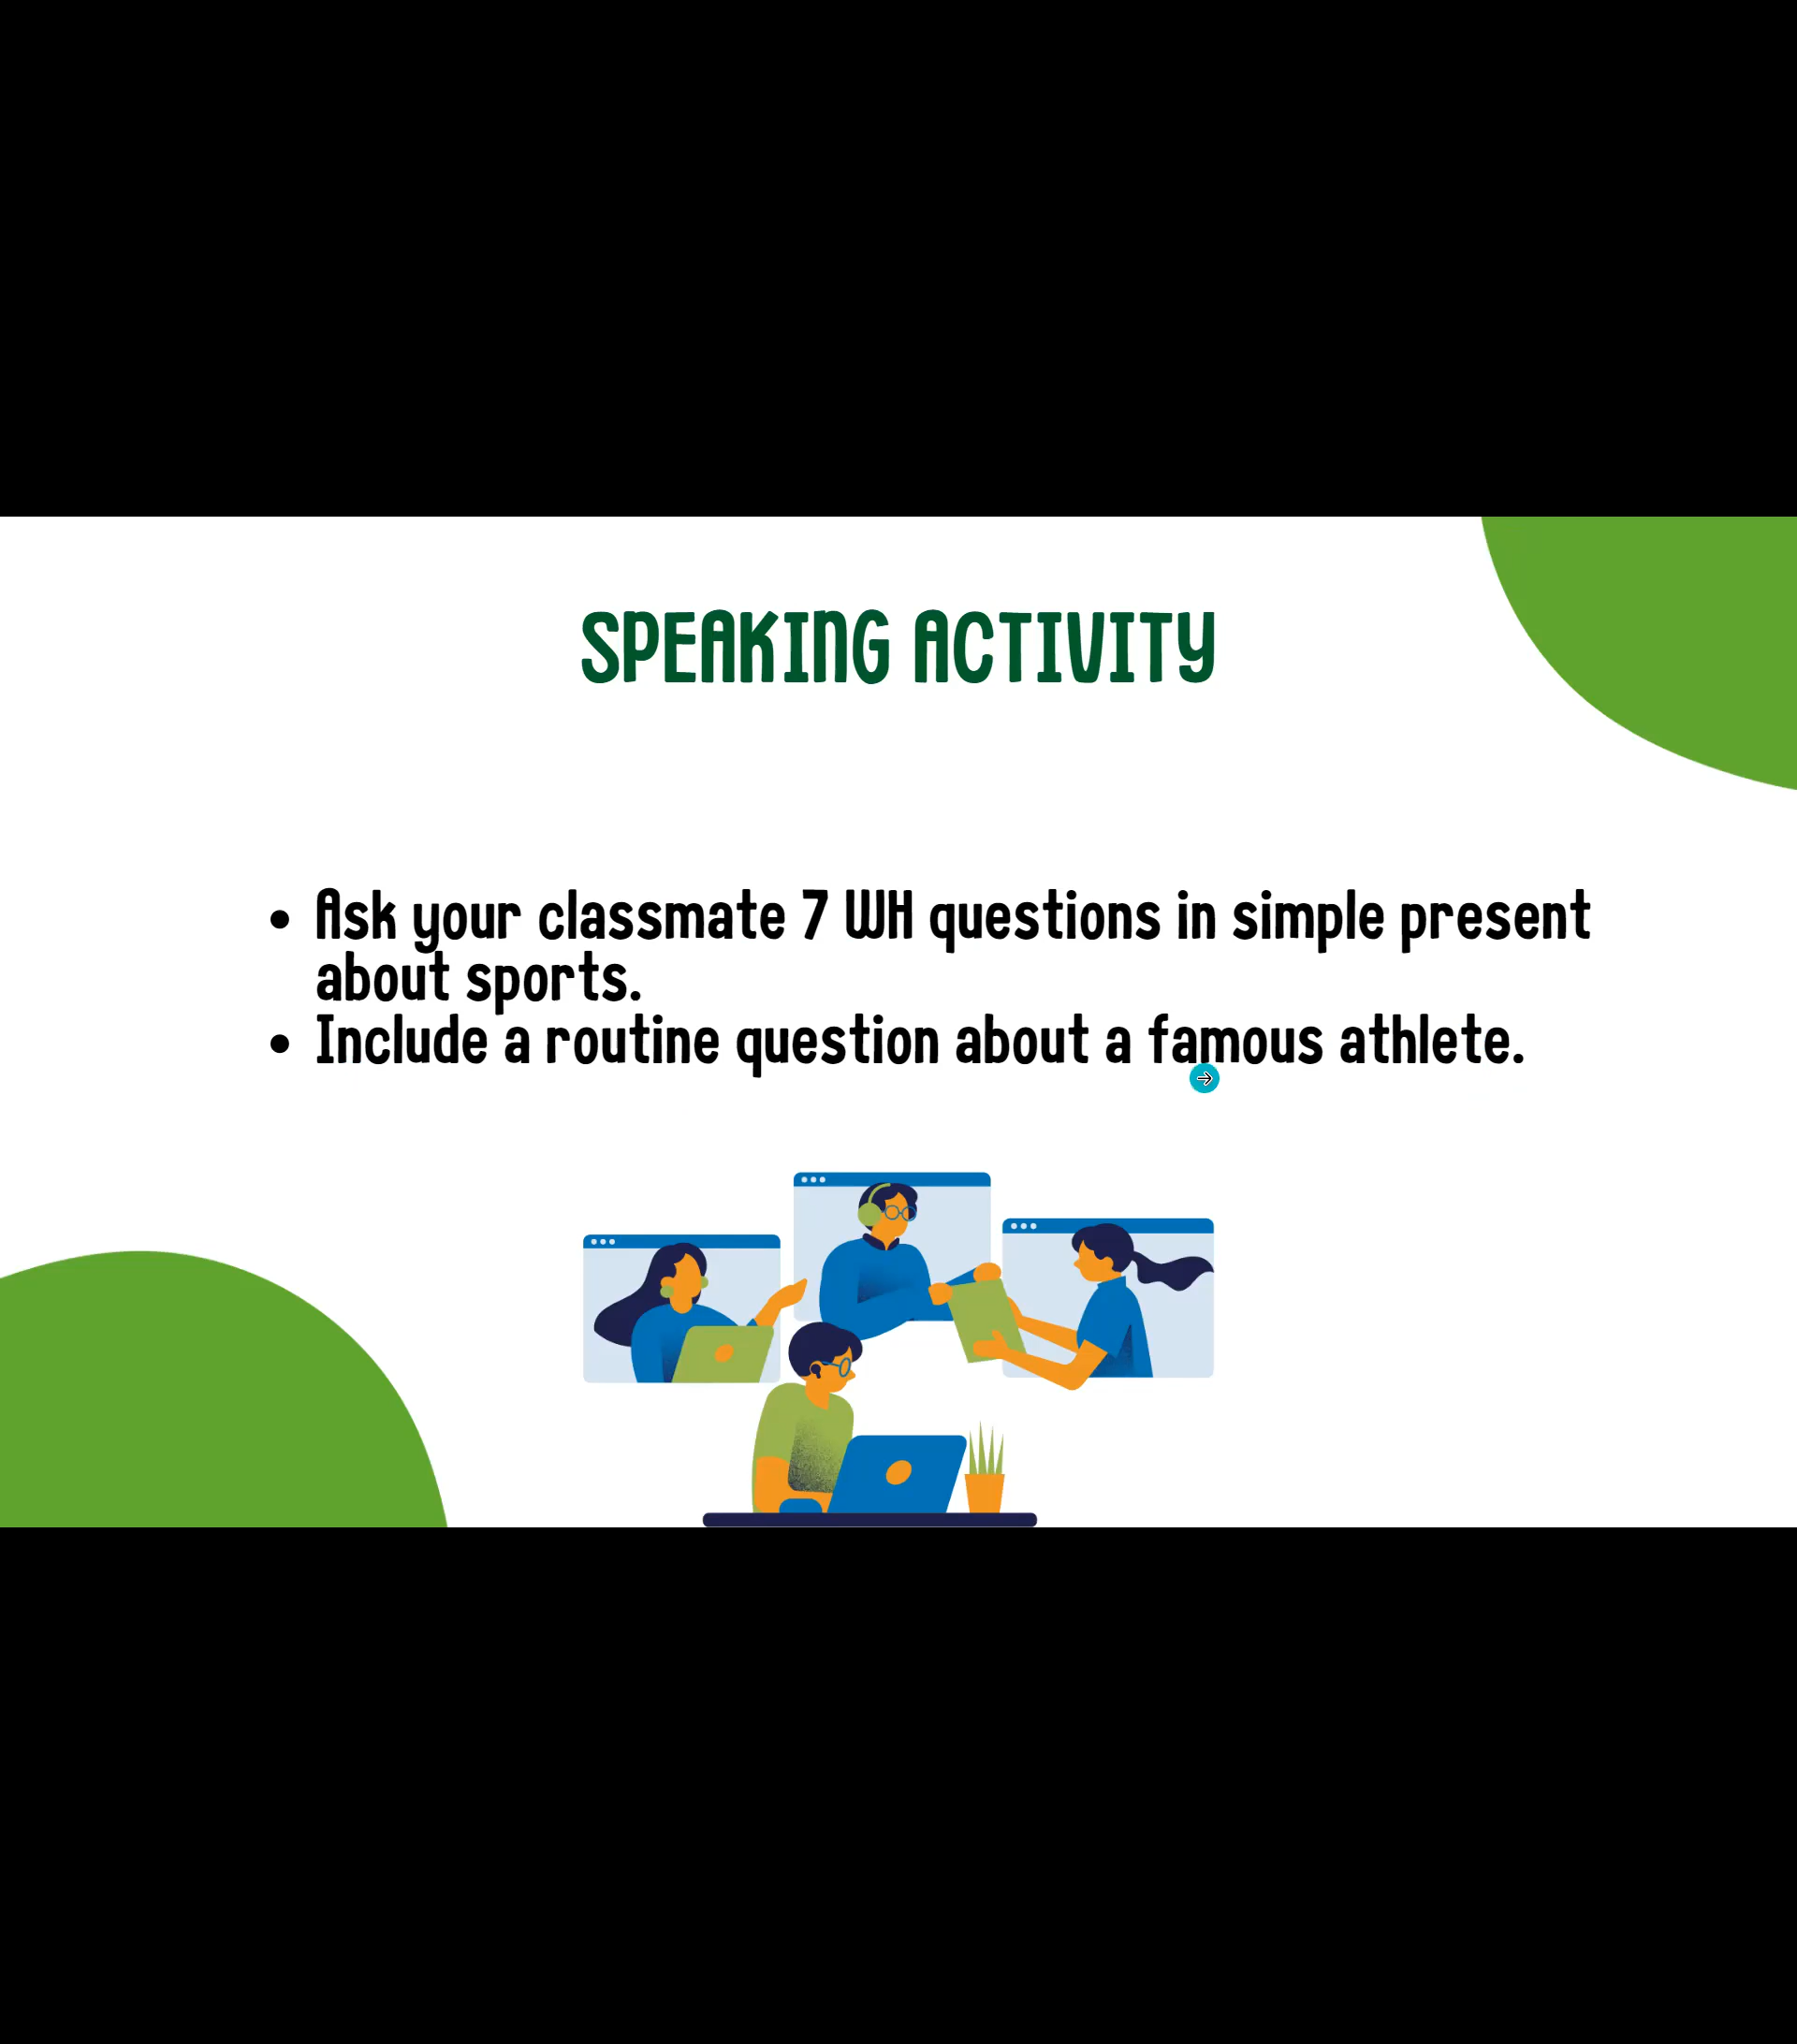 SPEAKING ACTIVITY
• Ask your classmate 7 WH questions in simple present
about sports.
• Include a routine question about a famous athlete.